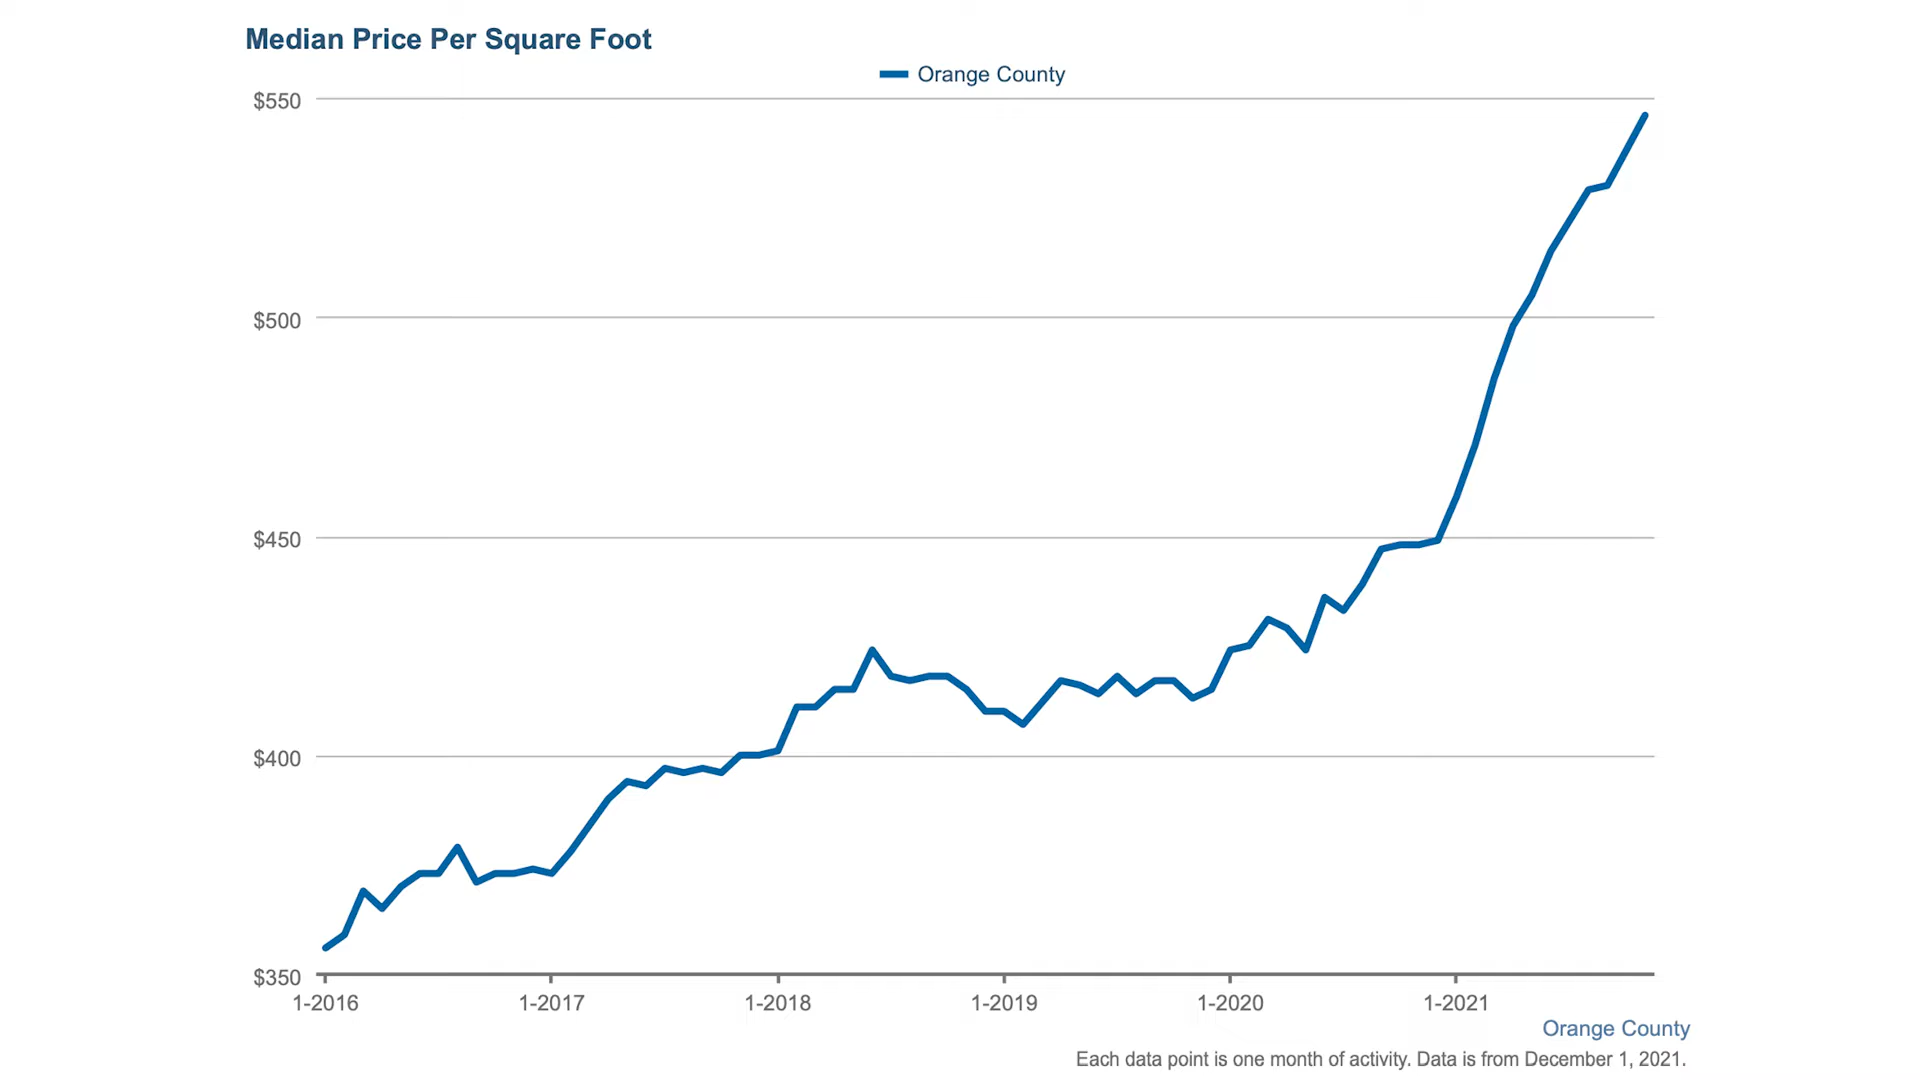 Median Price Per Square Foot
Orange County
$550
$500
$450
$400
$350
1-2016 1-2017 1-2018 1-2019 1-2020 1-2021
Orange County
Each data point is one month of activity. Data is from December 1, 2021.